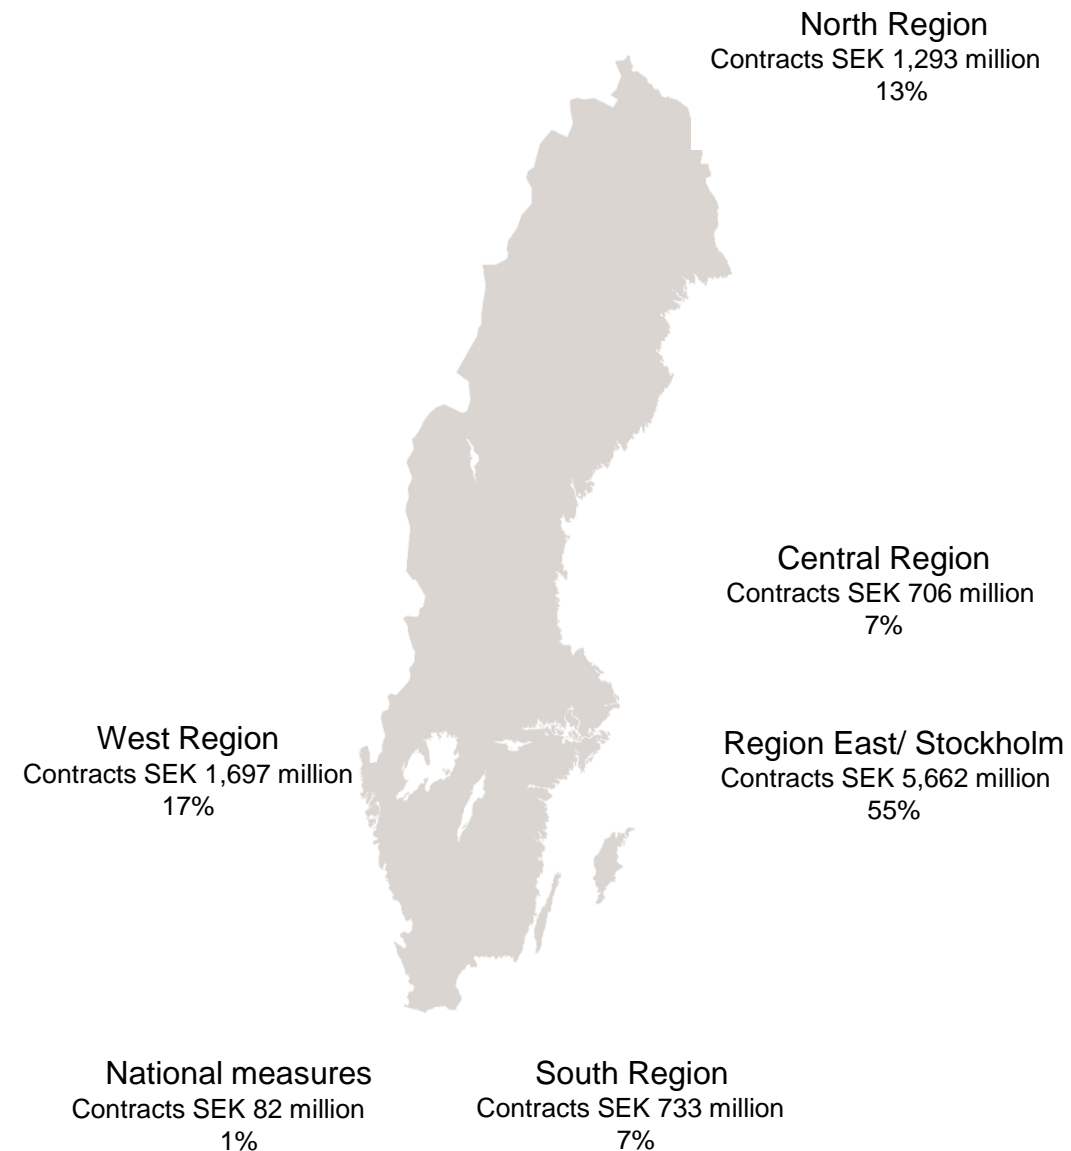 North Region
Contracts SEK 1,293 million
13%
Central Region
Contracts SEK 706 million
7%
West Region
Contracts SEK 1,697 million
17%
Region East/ Stockholm
Contracts SEK 5,662 million
55%
National measures
Contracts SEK 82 million
1%
South Region
Contracts SEK 733 million
7%